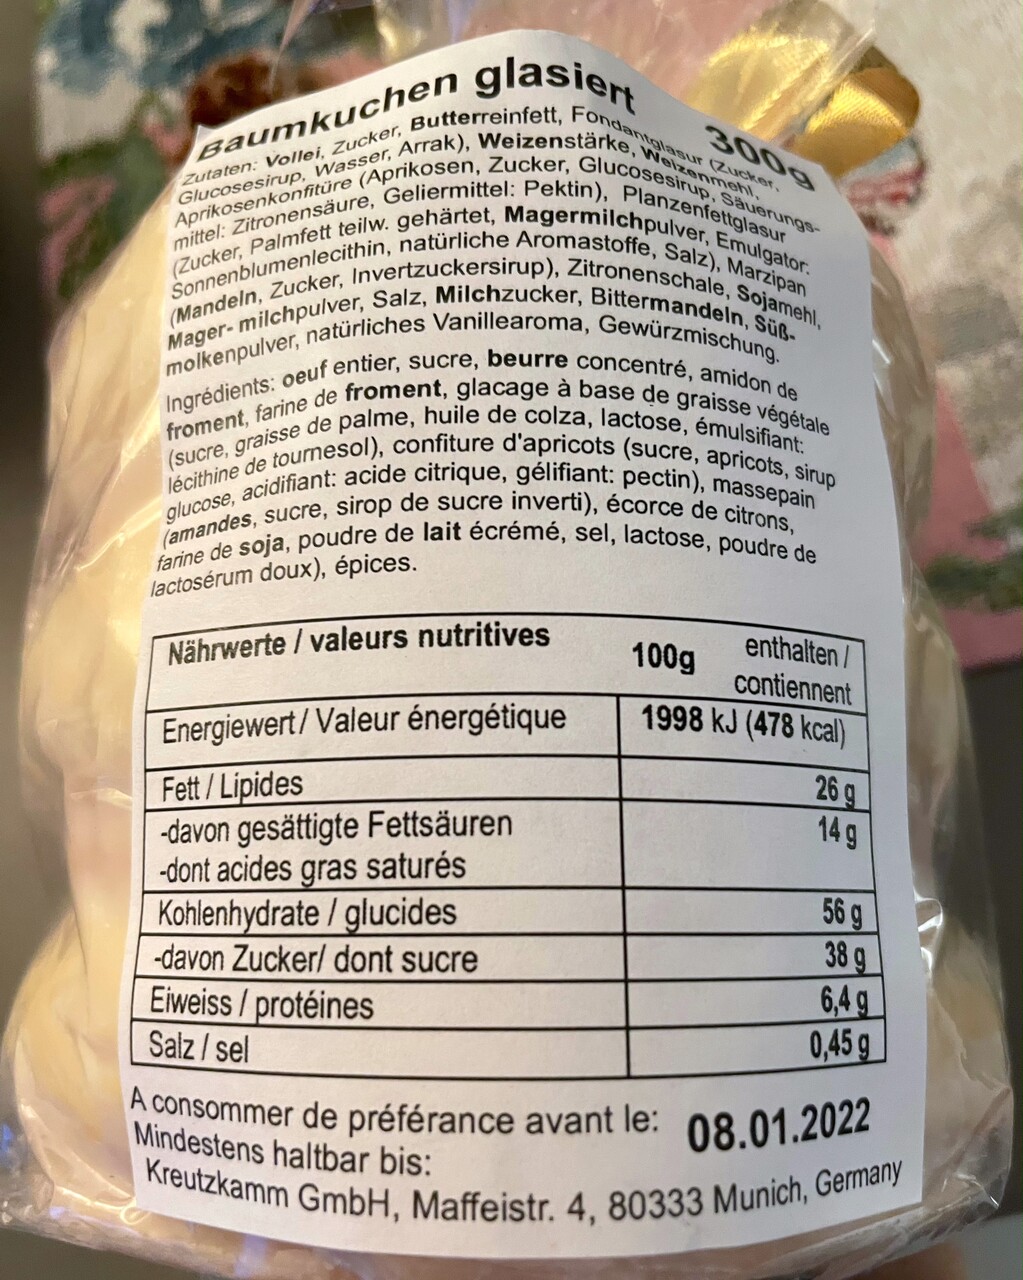 Baumkuchen glasiert 300g
Zutaten: Vollei, Zucker, Butterreinfett, Fondantglasur (Zucker,
Glucosesirup, Wasser, Arrak), Weizenstärke, Weizenmehl,
Aprikosenkonfitüre (Aprikosen, Zucker, Glucosesirup, Säuerungs-
mittel: Zitronensäure, Geliermittel: Pektin), Planzenfettglasur
(Zucker, Palmfett teilw. gehärtet, Magermilchpulver, Emulgator:
Sonnenblumenlecithin, natürliche Aromastoffe, Salz), Marzipan
(Mandeln, Zucker, Invertzuckersirup), Zitronenschale, Sojamehl,
Mager- milchpulver, Salz, Milchzucker, Bittermandeln, Süß-
molkenpulver, natürliches Vanillearoma, Gewürzmischung.
Ingrédients: oeuf entier, sucre, beurre concentré, amidon de
froment, farine de froment, glacage à base de graisse végétale
(sucre, graisse de palme, huile de colza, lactose, émulsifiant:
lécithine de tournesol), confiture d'apricots (sucre, apricots, sirup
glucose, acidifiant: acide citrique, gélifiant: pectin), massepain
(amandes, sucre, sirop de sucre inverti), écorce de citrons,
farine de soja, poudre de lait écrémé, sel, lactose, poudre de
lactosérum doux), épices.
Nährwerte / valeurs nutritives 100g enthalten / contiennent
Energiewert / Valeur énergétique 1998 kJ (478 kcal)
Fett / Lipides 26 g
-davon gesättigte Fettsäuren 14 g
-dont acides gras saturés
Kohlenhydrate / glucides 56 g
-davon Zucker/ dont sucre 38 g
Eiweiss / protéines 6,4 g
Salz / sel 0,45 g
A consommer de préférance avant le: 08.01.2022
Mindestens haltbar bis:
Kreutzkamm GmbH, Maffeistr. 4, 80333 Munich, Germany